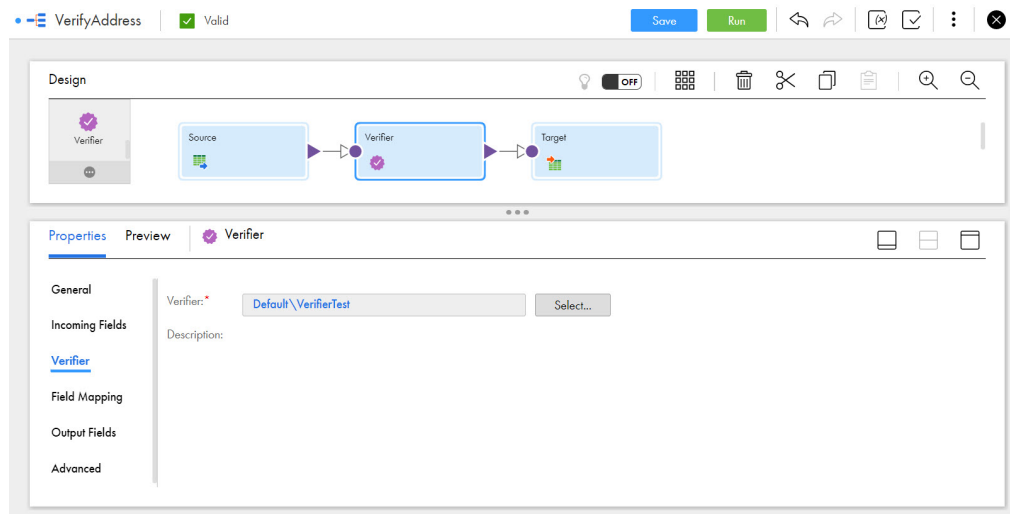 VerifyAddress Valid Save Run
Design OFF
Verifier
Source Verifier Target
Properties Preview Verifier
General
Verifier:* Default\VerifierTest Select...
Incoming Fields
Description:
Verifier
Field Mapping
Output Fields
Advanced